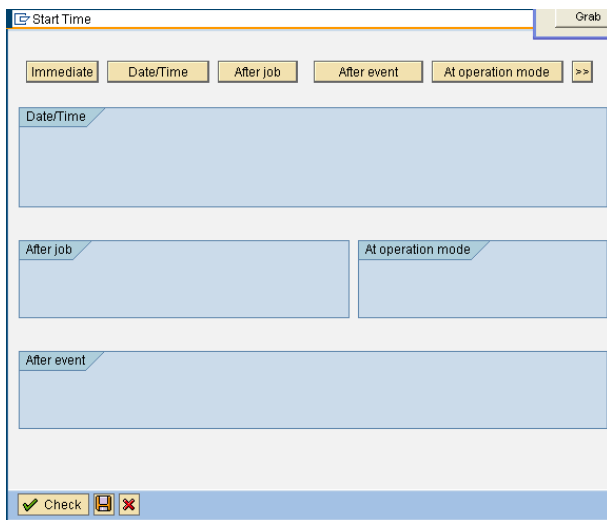 Start Time
Grab
Immediate Date/Time After job After event At operation mode >>
Date/Time
After job At operation mode
After event
Check